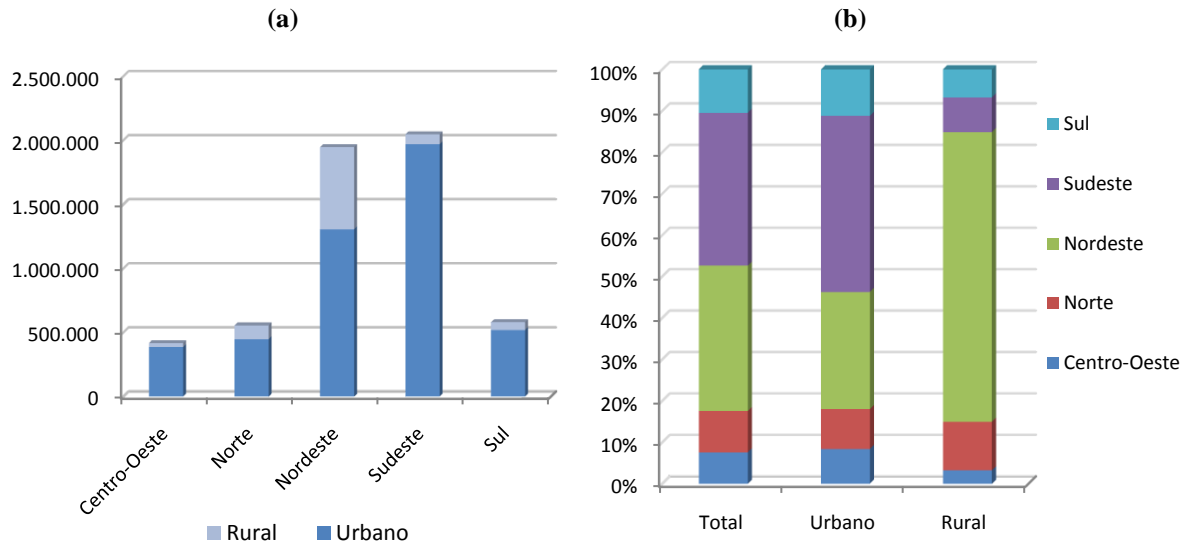 (a)
2.500.000
2.000.000
1.500.000
1.000.000
500.000
0
Centro-Oeste
Norte
Nordeste
Sudeste
Sul
Rural
Urbano
(b)
100%
90%
80%
70%
60%
50%
40%
30%
20%
10%
0%
Total
Urbano
Rural
Sul
Sudeste
Nordeste
Norte
Centro-Oeste